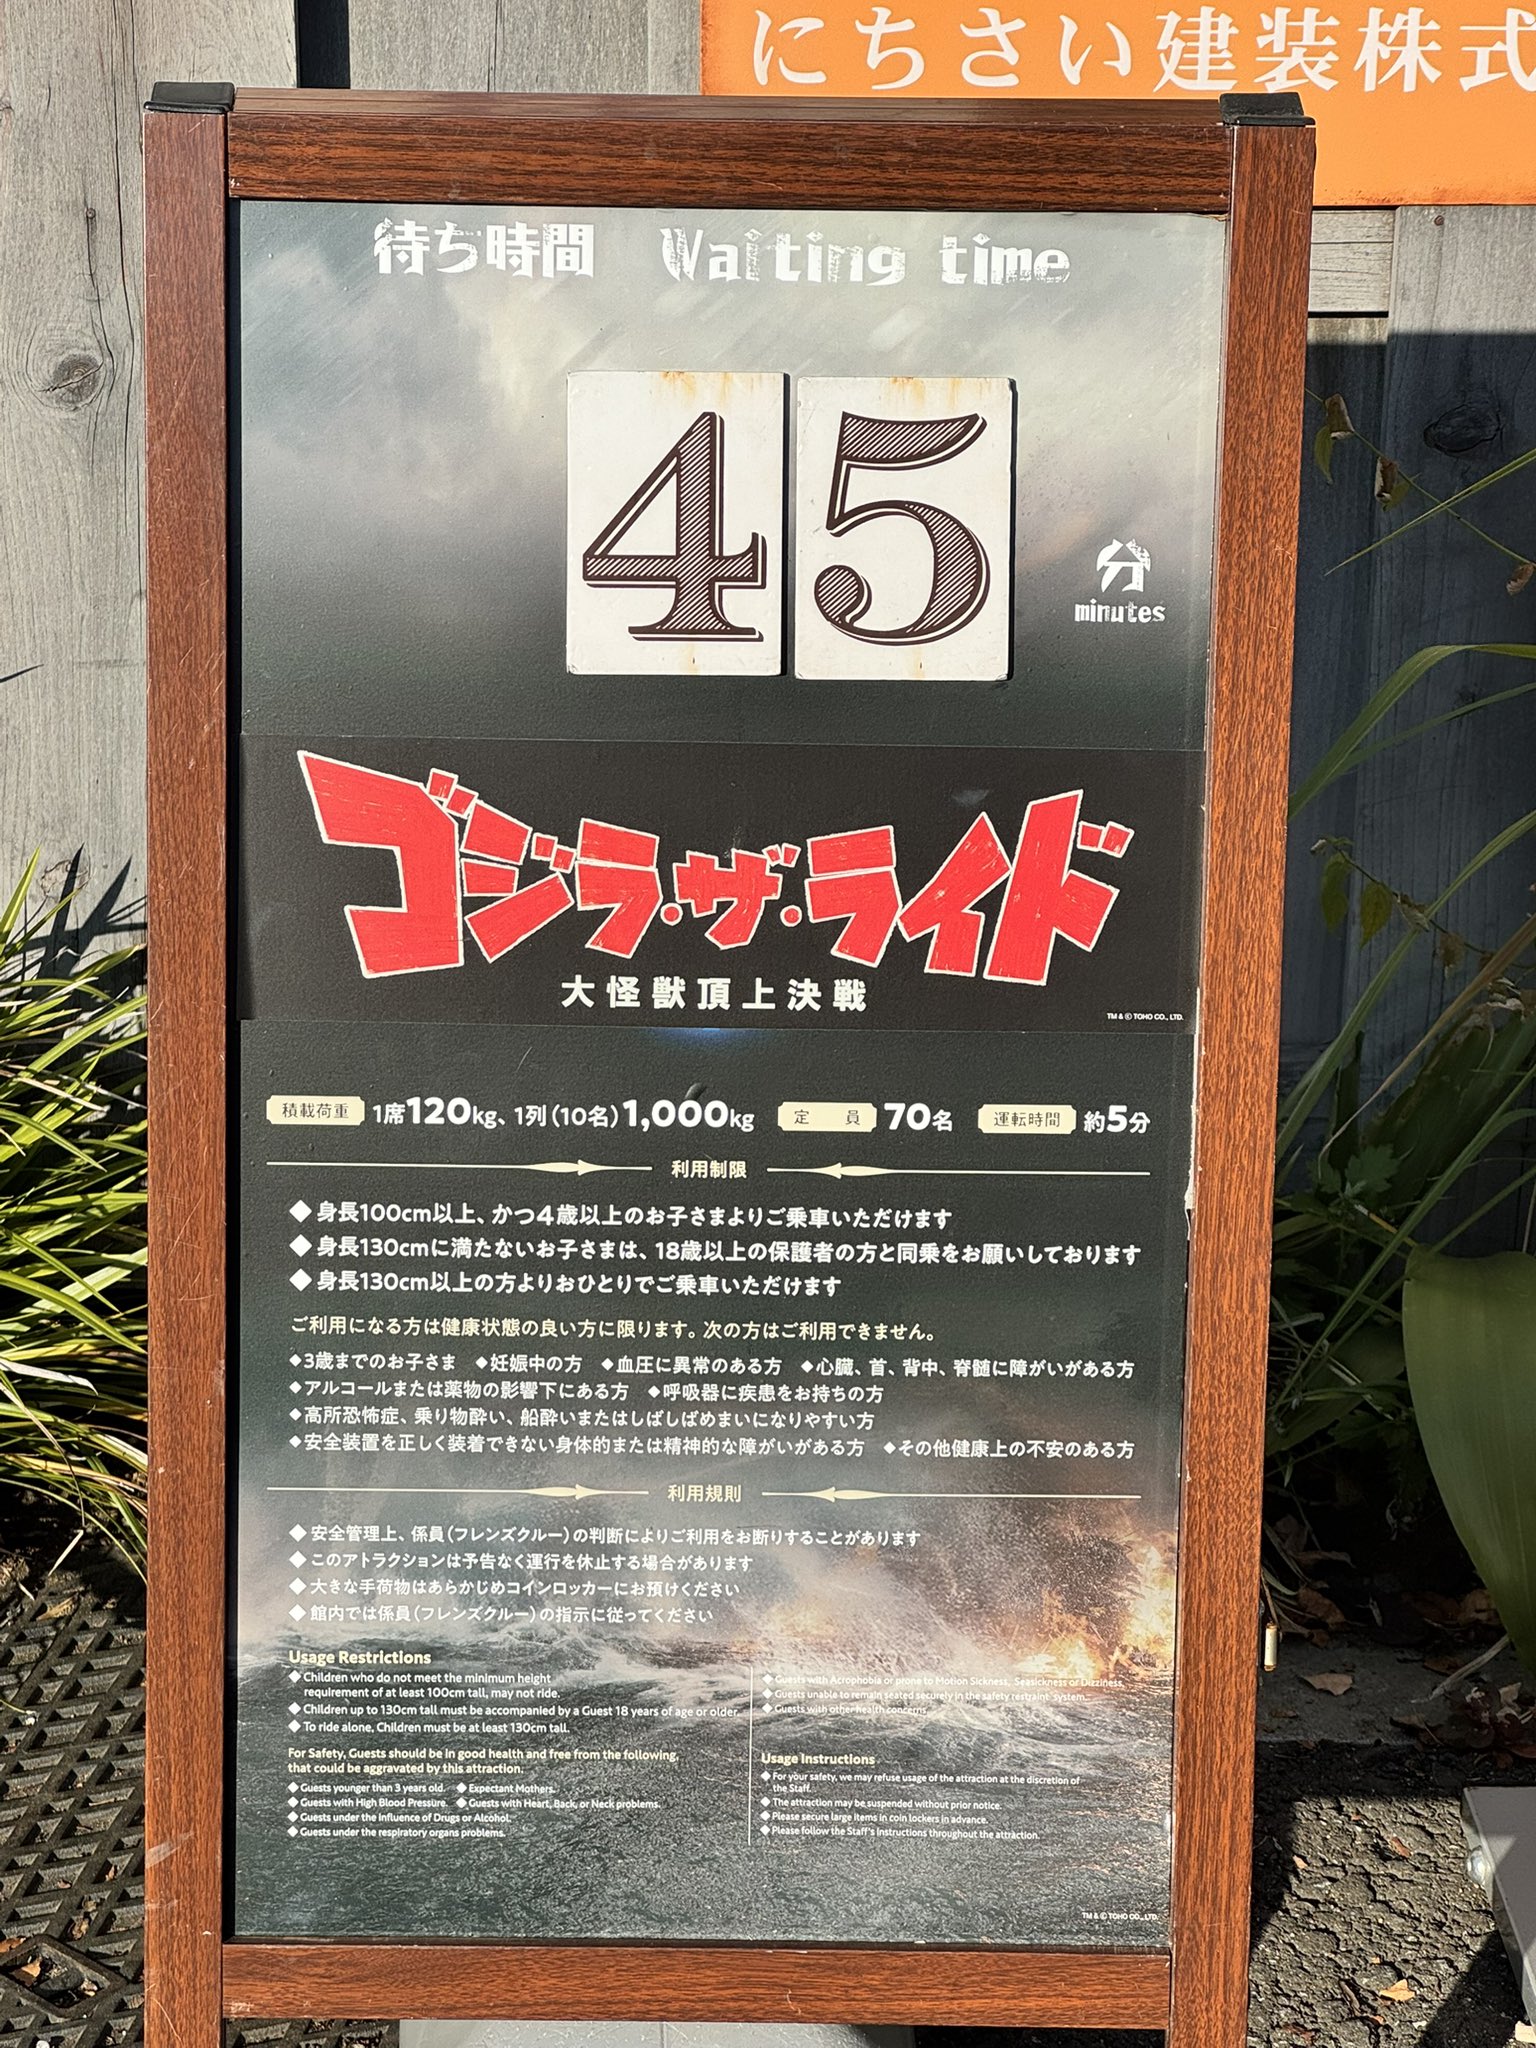 にちさい建装株式
待ち時間 Waiting time
45
分
minutes
ゴジラ・ザ・ライド
大怪獣頂上決戦
TM & © TOHO CO., LTD.
積載荷重 1席120kg、1列(10名)1,000kg 定員 70名 運転時間 約5分
利用制限
◆身長100cm以上、かつ4歳以上のお子さまよりご乗車いただけます
◆身長130cmに満たないお子さまは、18歳以上の保護者の方と同乗をお願いしております
◆身長130cm以上の方よりおひとりでご乗車いただけます
ご利用になる方は健康状態の良い方に限ります。次の方はご利用できません。
◆3歳までのお子さま ◆妊娠中の方 ◆血圧に異常のある方 ◆心臓、首、背中、脊髄に障がいがある方
◆アルコールまたは薬物の影響下にある方 ◆呼吸器に疾患をお持ちの方
◆高所恐怖症、乗り物酔い、船酔いまたはしばしばめまいになりやすい方
◆安全装置を正しく装着できない身体的または精神的な障がいがある方 ◆その他健康上の不安のある方
利用規則
◆安全管理上、係員(フレンズクルー)の判断によりご利用をお断りすることがあります
◆このアトラクションは予告なく運行を休止する場合があります
◆大きな手荷物はあらかじめコインロッカーにお預けください
◆館内では係員(フレンズクルー)の指示に従ってください
Usage Restrictions
◆Children who do not meet the minimum height
requirement of at least 100cm tall, may not ride.
◆Children up to 130cm tall must be accompanied by a Guest 18 years of age or older.
◆To ride alone, Children must be at least 130cm tall.
For Safety, Guests should be in good health and free from the following,
that could be aggravated by this attraction.
◆Guests younger than 3 years old. ◆Expectant Mothers.
◆Guests with High Blood Pressure. ◆Guests with Heart, Back, or Neck problems.
◆Guests under the Influence of Drugs or Alcohol.
◆Guests under the respiratory organs problems.
◆Guests with Acrophobia or prone to Motion Sickness, Seasickness or Dizziness.
◆Guests unable to remain seated securely in the safety restraint system.
◆Guests with other health concerns
Usage Instructions
◆For your safety, we may refuse usage of the attraction at the discretion of
the Staff.
◆The attraction may be suspended without prior notice.
◆Please secure large items in coin lockers in advance.
◆Please follow the Staff's Instructions throughout the attraction.
TM & © TOHO CO., LTD.